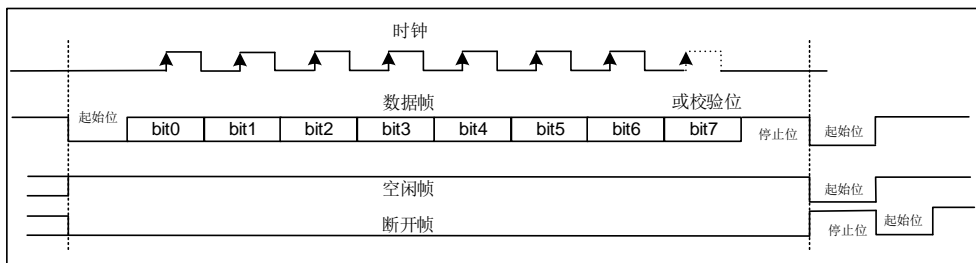 时钟
数据帧 或校验位
起始位 bit0 bit1 bit2 bit3 bit4 bit5 bit6 bit7 停止位 起始位
空闲帧 起始位
断开帧 停止位 起始位